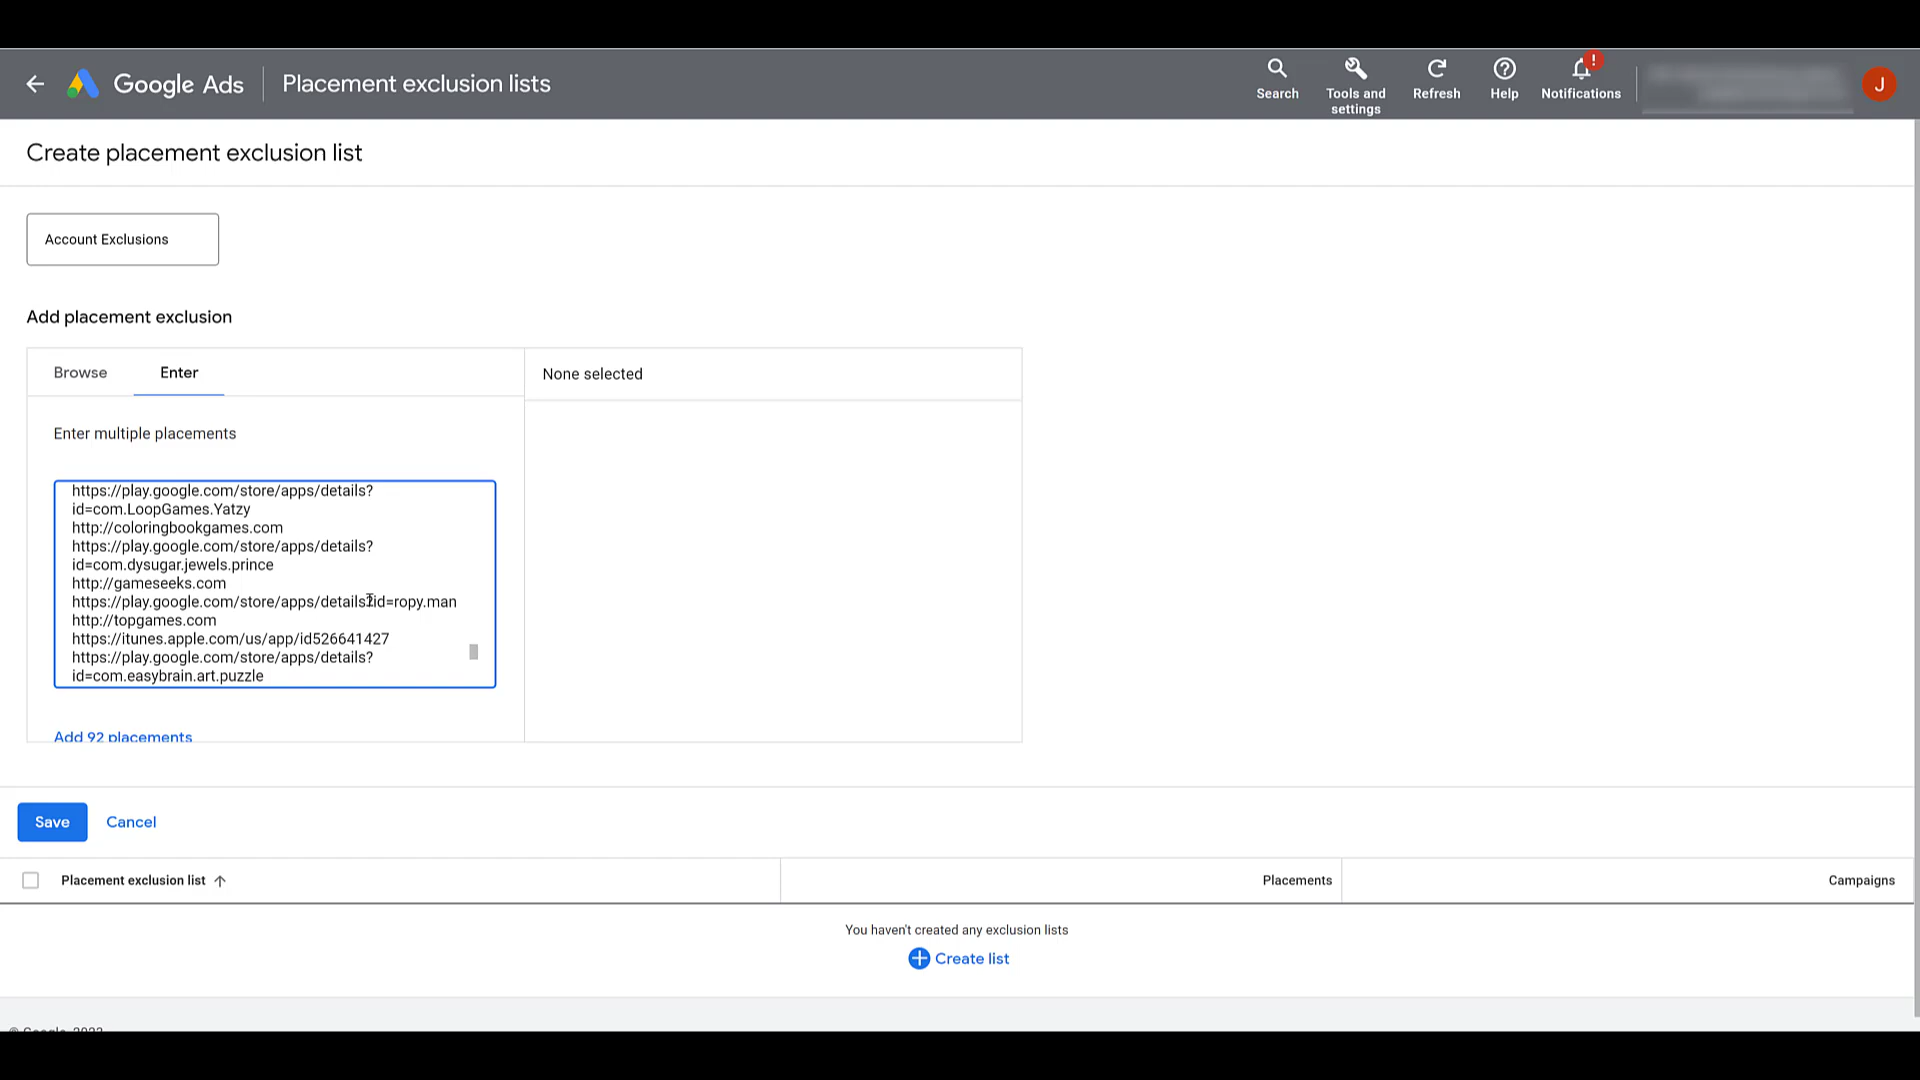 Google Ads
Placement exclusion lists
Search
Tools and
settings
Refresh
Help
Notifications
!
J
Create placement exclusion list
Account Exclusions
Add placement exclusion
Browse
Enter
None selected
Enter multiple placements
https://play.google.com/store/apps/details?
id=com.LoopGames.Yatzy
http://coloringbookgames.com
https://play.google.com/store/apps/details?
id=com.dysugar.jewels.prince
http://gameseeks.com
https://play.google.com/store/apps/details?id=ropy.man
http://topgames.com
https://itunes.apple.com/us/app/id526641427
https://play.google.com/store/apps/details?
id=com.easybrain.art.puzzle
Add 92 placements
Save
Cancel
Placement exclusion list
Placements
Campaigns
You haven't created any exclusion lists
Create list